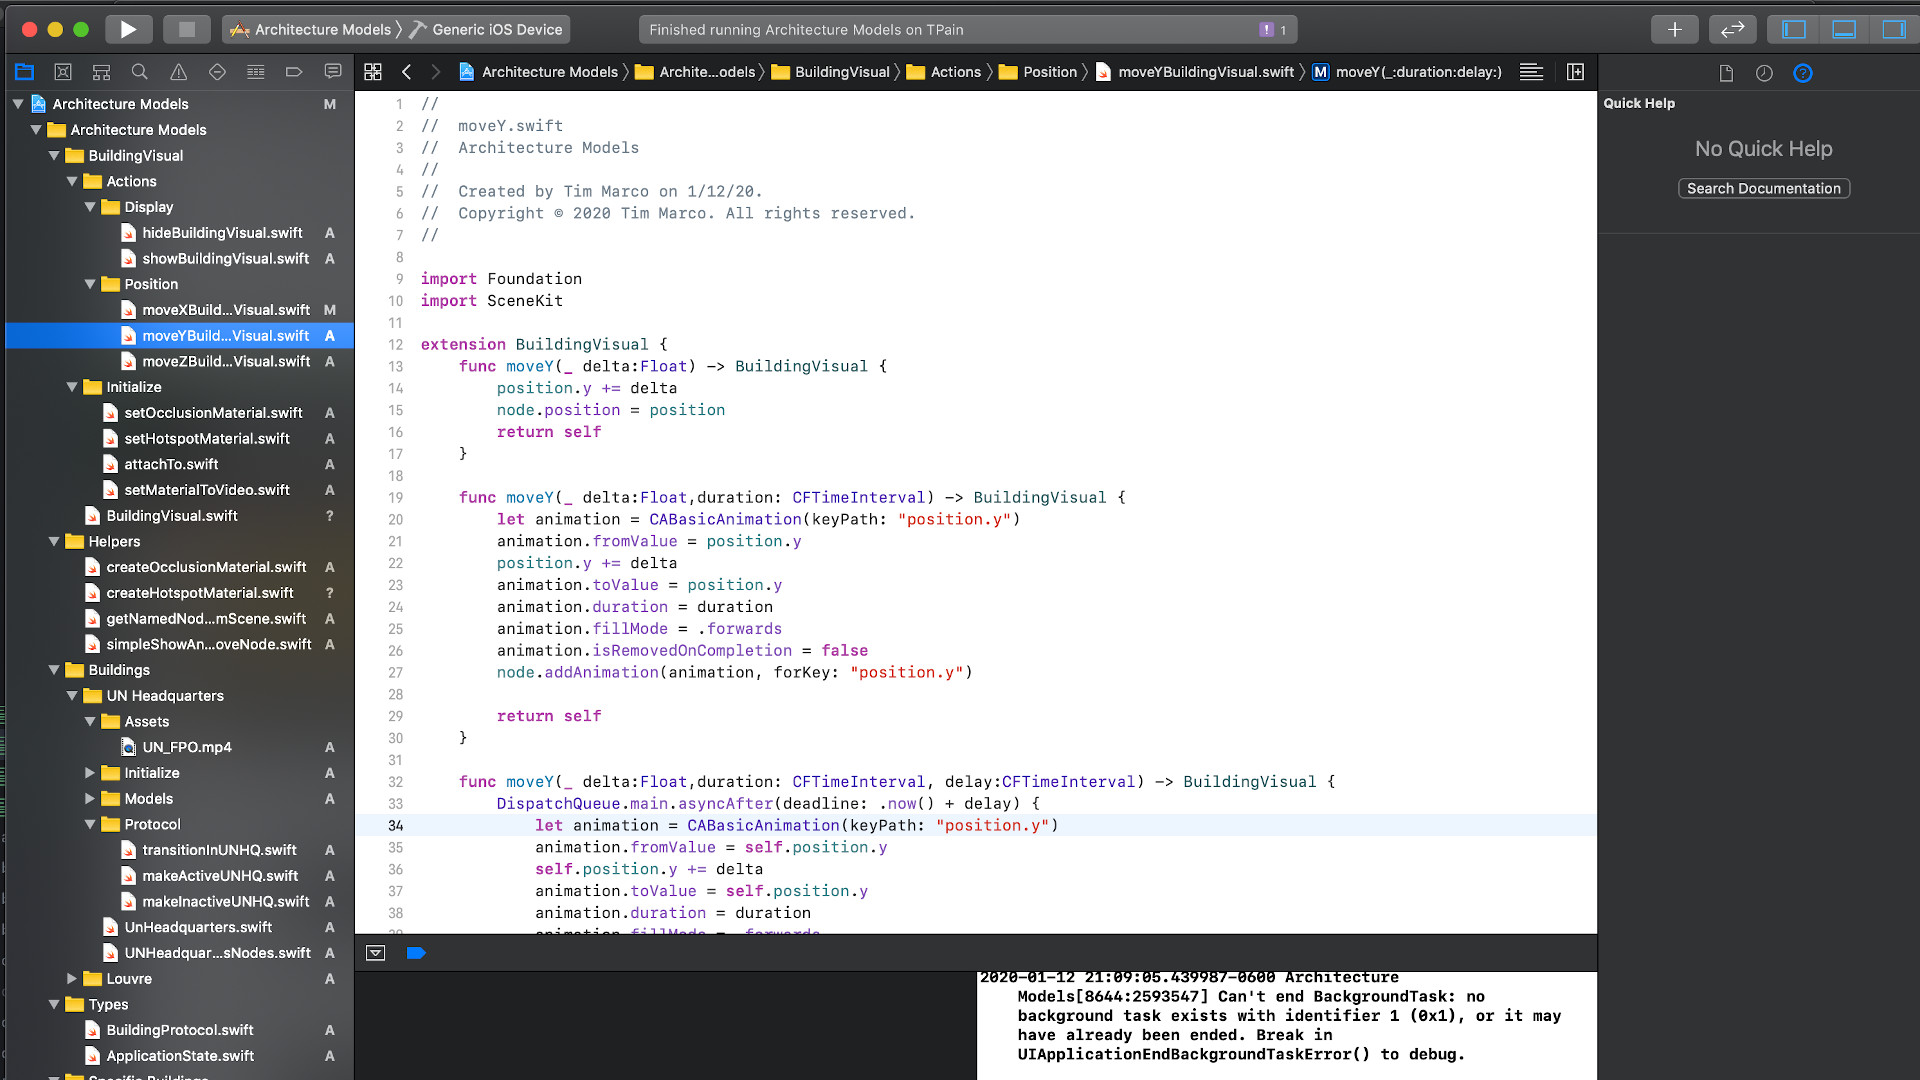 Architecture Models 〉 Generic iOS Device
Finished running Architecture Models on TPain
! 1
Architecture Models 〉 Archite...odels 〉 BuildingVisual 〉 Actions 〉 Position 〉 moveYBuildingVisual.swift 〉 M moveY(_:duration:delay:)
Architecture Models M
Architecture Models
BuildingVisual
Actions
Display
hideBuildingVisual.swift A
showBuildingVisual.swift A
Position
moveXBuild...Visual.swift M
moveYBuild...Visual.swift A
moveZBuild...Visual.swift A
Initialize
setOcclusionMaterial.swift A
setHotspotMaterial.swift A
attachTo.swift A
setMaterialToVideo.swift A
BuildingVisual.swift ?
Helpers
createOcclusionMaterial.swift A
createHotspotMaterial.swift ?
getNamedNod...mScene.swift A
simpleShowAn...oveNode.swift A
Buildings
UN Headquarters
Assets
UN_FPO.mp4 A
Initialize A
Models A
Protocol
transitionInUNHQ.swift A
makeActiveUNHQ.swift A
makeInactiveUNHQ.swift A
UnHeadquarters.swift A
UNHeadquar...sNodes.swift A
Louvre A
Types
BuildingProtocol.swift A
ApplicationState.swift A
Specific Buildings
1 //
2 // moveY.swift
3 // Architecture Models
4 //
5 // Created by Tim Marco on 1/12/20.
6 // Copyright © 2020 Tim Marco. All rights reserved.
7 //
8
9 import Foundation
10 import SceneKit
11
12 extension BuildingVisual {
13 func moveY(_ delta:Float) -> BuildingVisual {
14 position.y += delta
15 node.position = position
16 return self
17 }
18
19 func moveY(_ delta:Float,duration: CFTimeInterval) -> BuildingVisual {
20 let animation = CABasicAnimation(keyPath: "position.y")
21 animation.fromValue = position.y
22 position.y += delta
23 animation.toValue = position.y
24 animation.duration = duration
25 animation.fillMode = .forwards
26 animation.isRemovedOnCompletion = false
27 node.addAnimation(animation, forKey: "position.y")
28
29 return self
30 }
31
32 func moveY(_ delta:Float,duration: CFTimeInterval, delay:CFTimeInterval) -> BuildingVisual {
33 DispatchQueue.main.asyncAfter(deadline: .now() + delay) {
34 let animation = CABasicAnimation(keyPath: "position.y")
35 animation.fromValue = self.position.y
36 self.position.y += delta
37 animation.toValue = self.position.y
38 animation.duration = duration
39 animation.fillMode = .forwards
2020-01-12 21:09:05.439987-0600 Architecture
Models[8644:2593547] Can't end BackgroundTask: no
background task exists with identifier 1 (0x1), or it may
have already been ended. Break in
UIApplicationEndBackgroundTaskError() to debug.
Quick Help
No Quick Help
Search Documentation